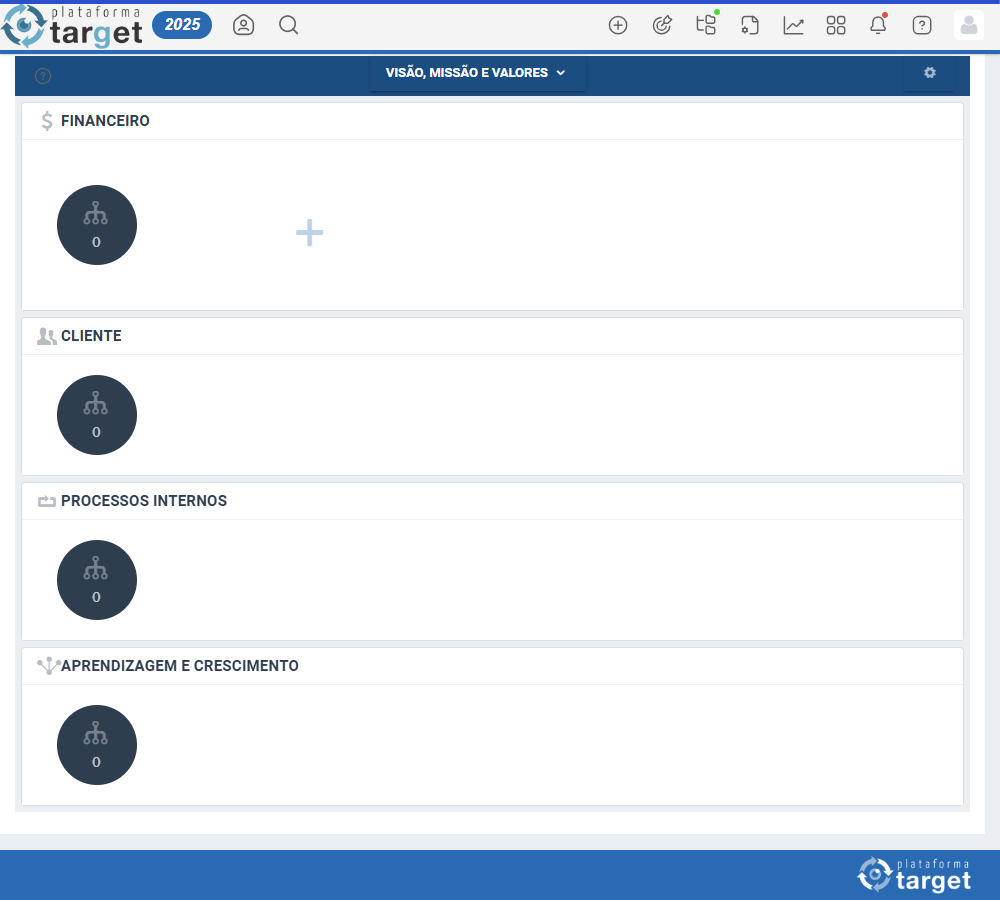 plataforma
target
2025
VISÃO, MISSÃO E VALORES
FINANCEIRO
0
CLIENTE
0
PROCESSOS INTERNOS
0
APRENDIZAGEM E CRESCIMENTO
0
plataforma
target